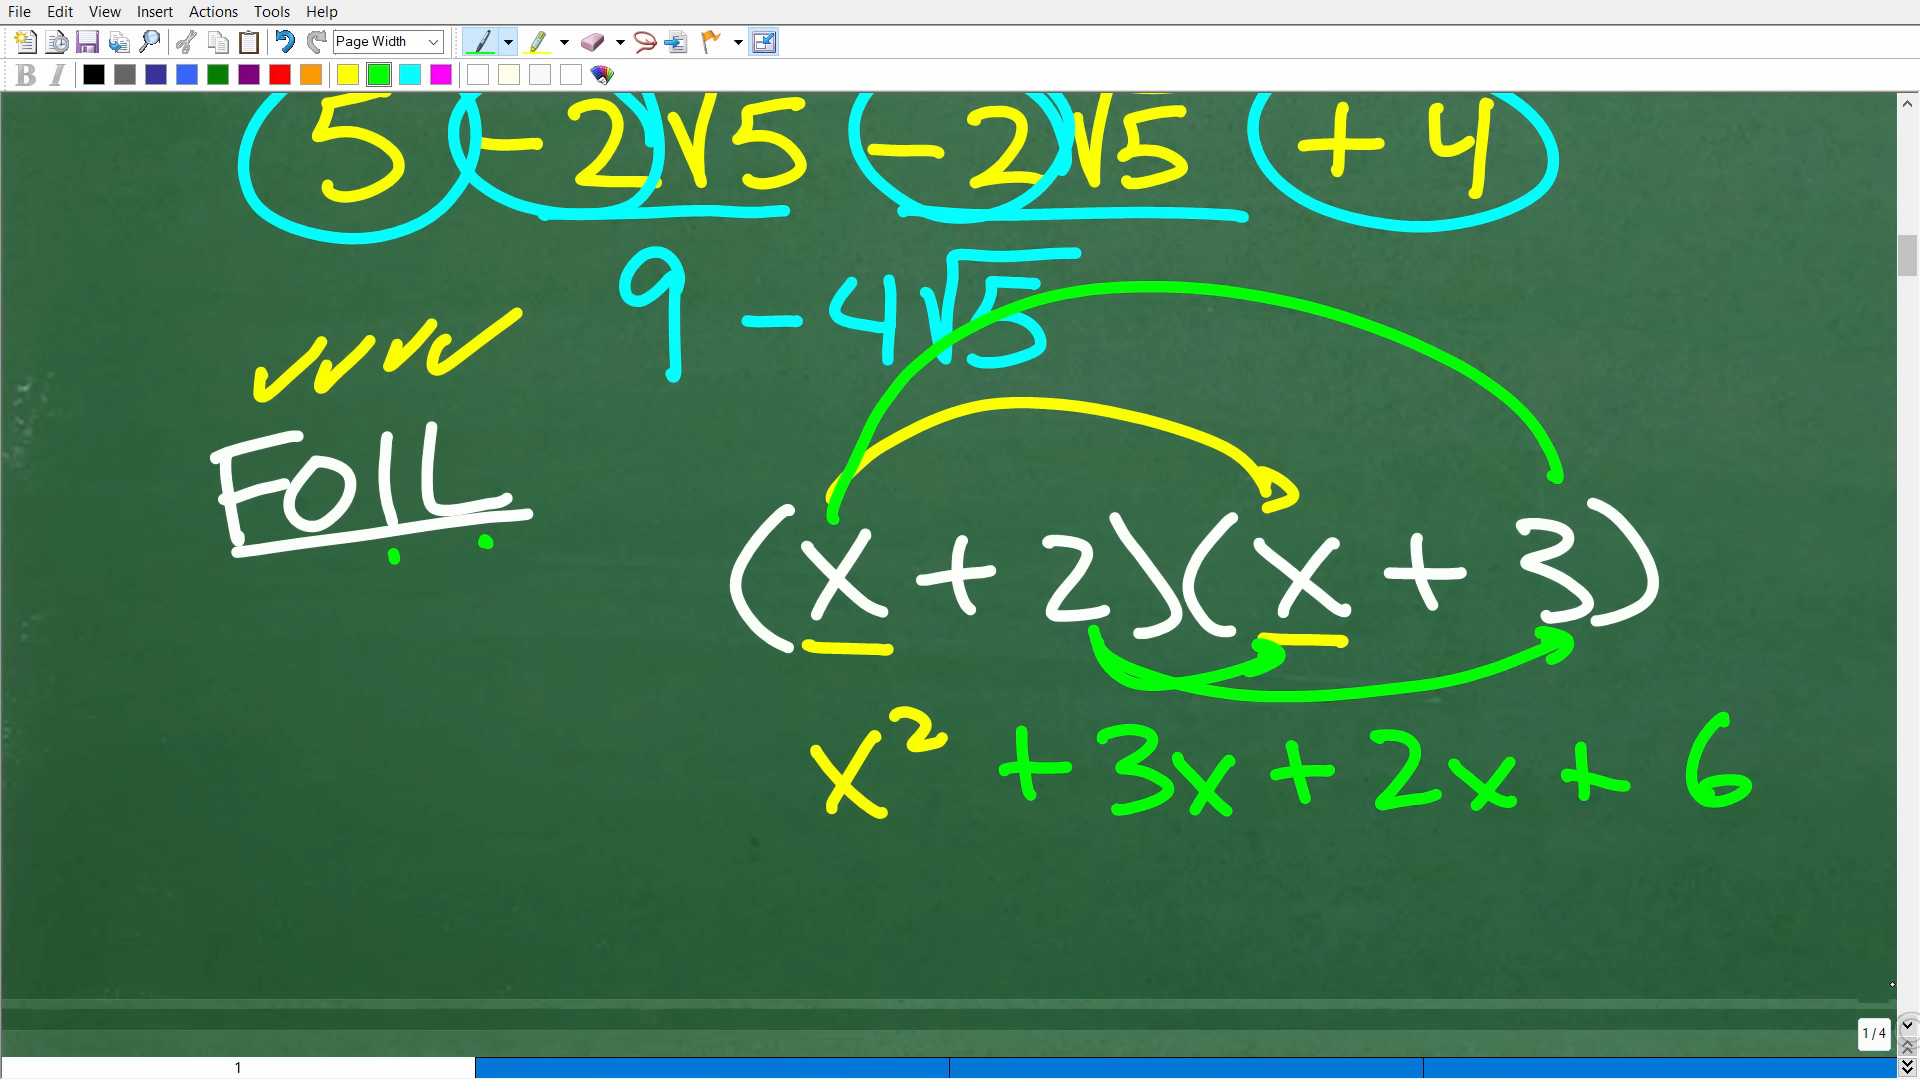 File Edit View Insert Actions Tools Help
Page Width
B I
5 - 2√5 - 2√5 + 4
9 - 4√5
FOIL
(x + 2)(x + 3)
x² + 3x + 2x + 6
1 / 4
1